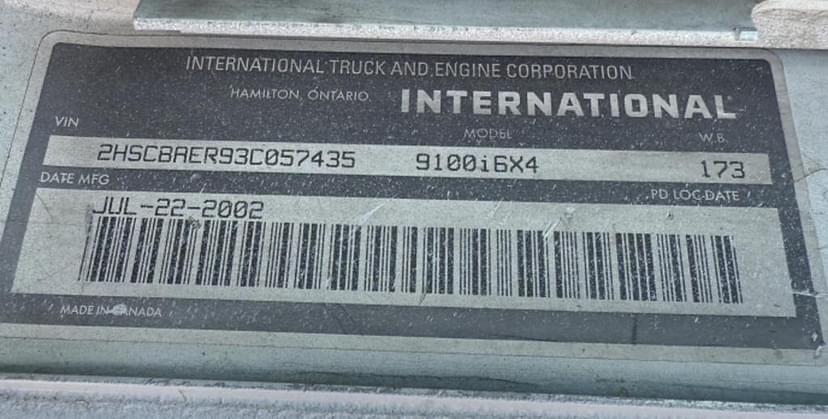 INTERNATIONAL TRUCK AND ENGINE CORPORATION
HAMILTON, ONTARIO INTERNATIONAL
VIN MODEL W.B.
2HSCBAER93C057435 9100i6X4 173
DATE MFG PD LOC-DATE
JUL-22-2002
MADE IN CANADA